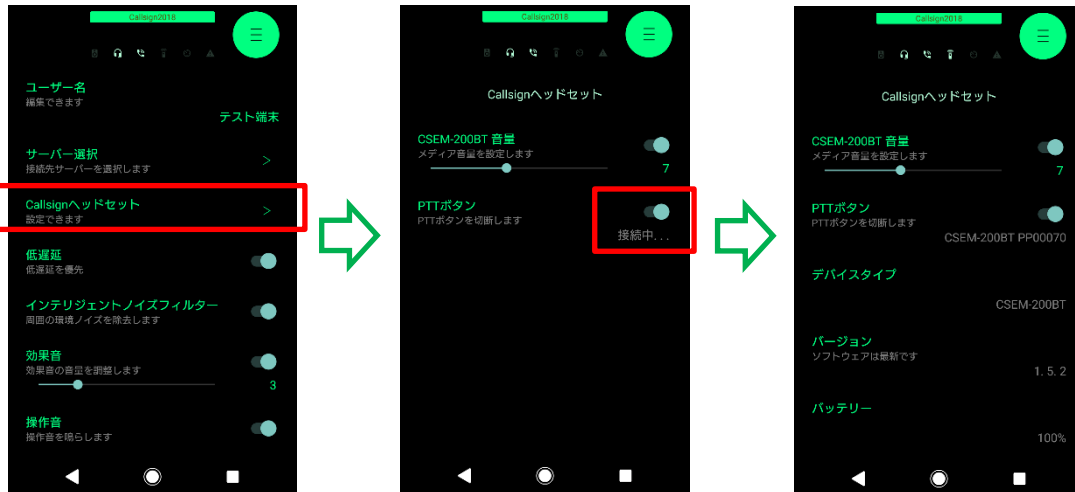 Callsign2018
ユーザー名
編集できます
テスト端末
サーバー選択
接続先サーバーを選択します
>
Callsignヘッドセット
設定できます
>
低遅延
低遅延を優先
インテリジェントノイズフィルター
周囲の環境ノイズを除去します
効果音
効果音の音量を調整します
3
操作音
操作音を鳴らします
Callsign2018
Callsignヘッドセット
CSEM-200BT 音量
メディア音量を設定します
7
PTTボタン
PTTボタンを切断します
接続中...
Callsign2018
Callsignヘッドセット
CSEM-200BT 音量
メディア音量を設定します
7
PTTボタン
PTTボタンを切断します
CSEM-200BT PP00070
デバイスタイプ
CSEM-200BT
バージョン
ソフトウェアは最新です
1.5.2
バッテリー
100%